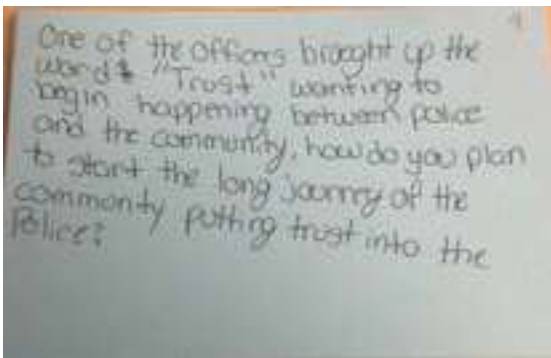 One of the officers brought up the
word "Trust" wanting to
begin happening between police
and the community, how do you plan
to start the long journey of the
community putting trust into the
Police?